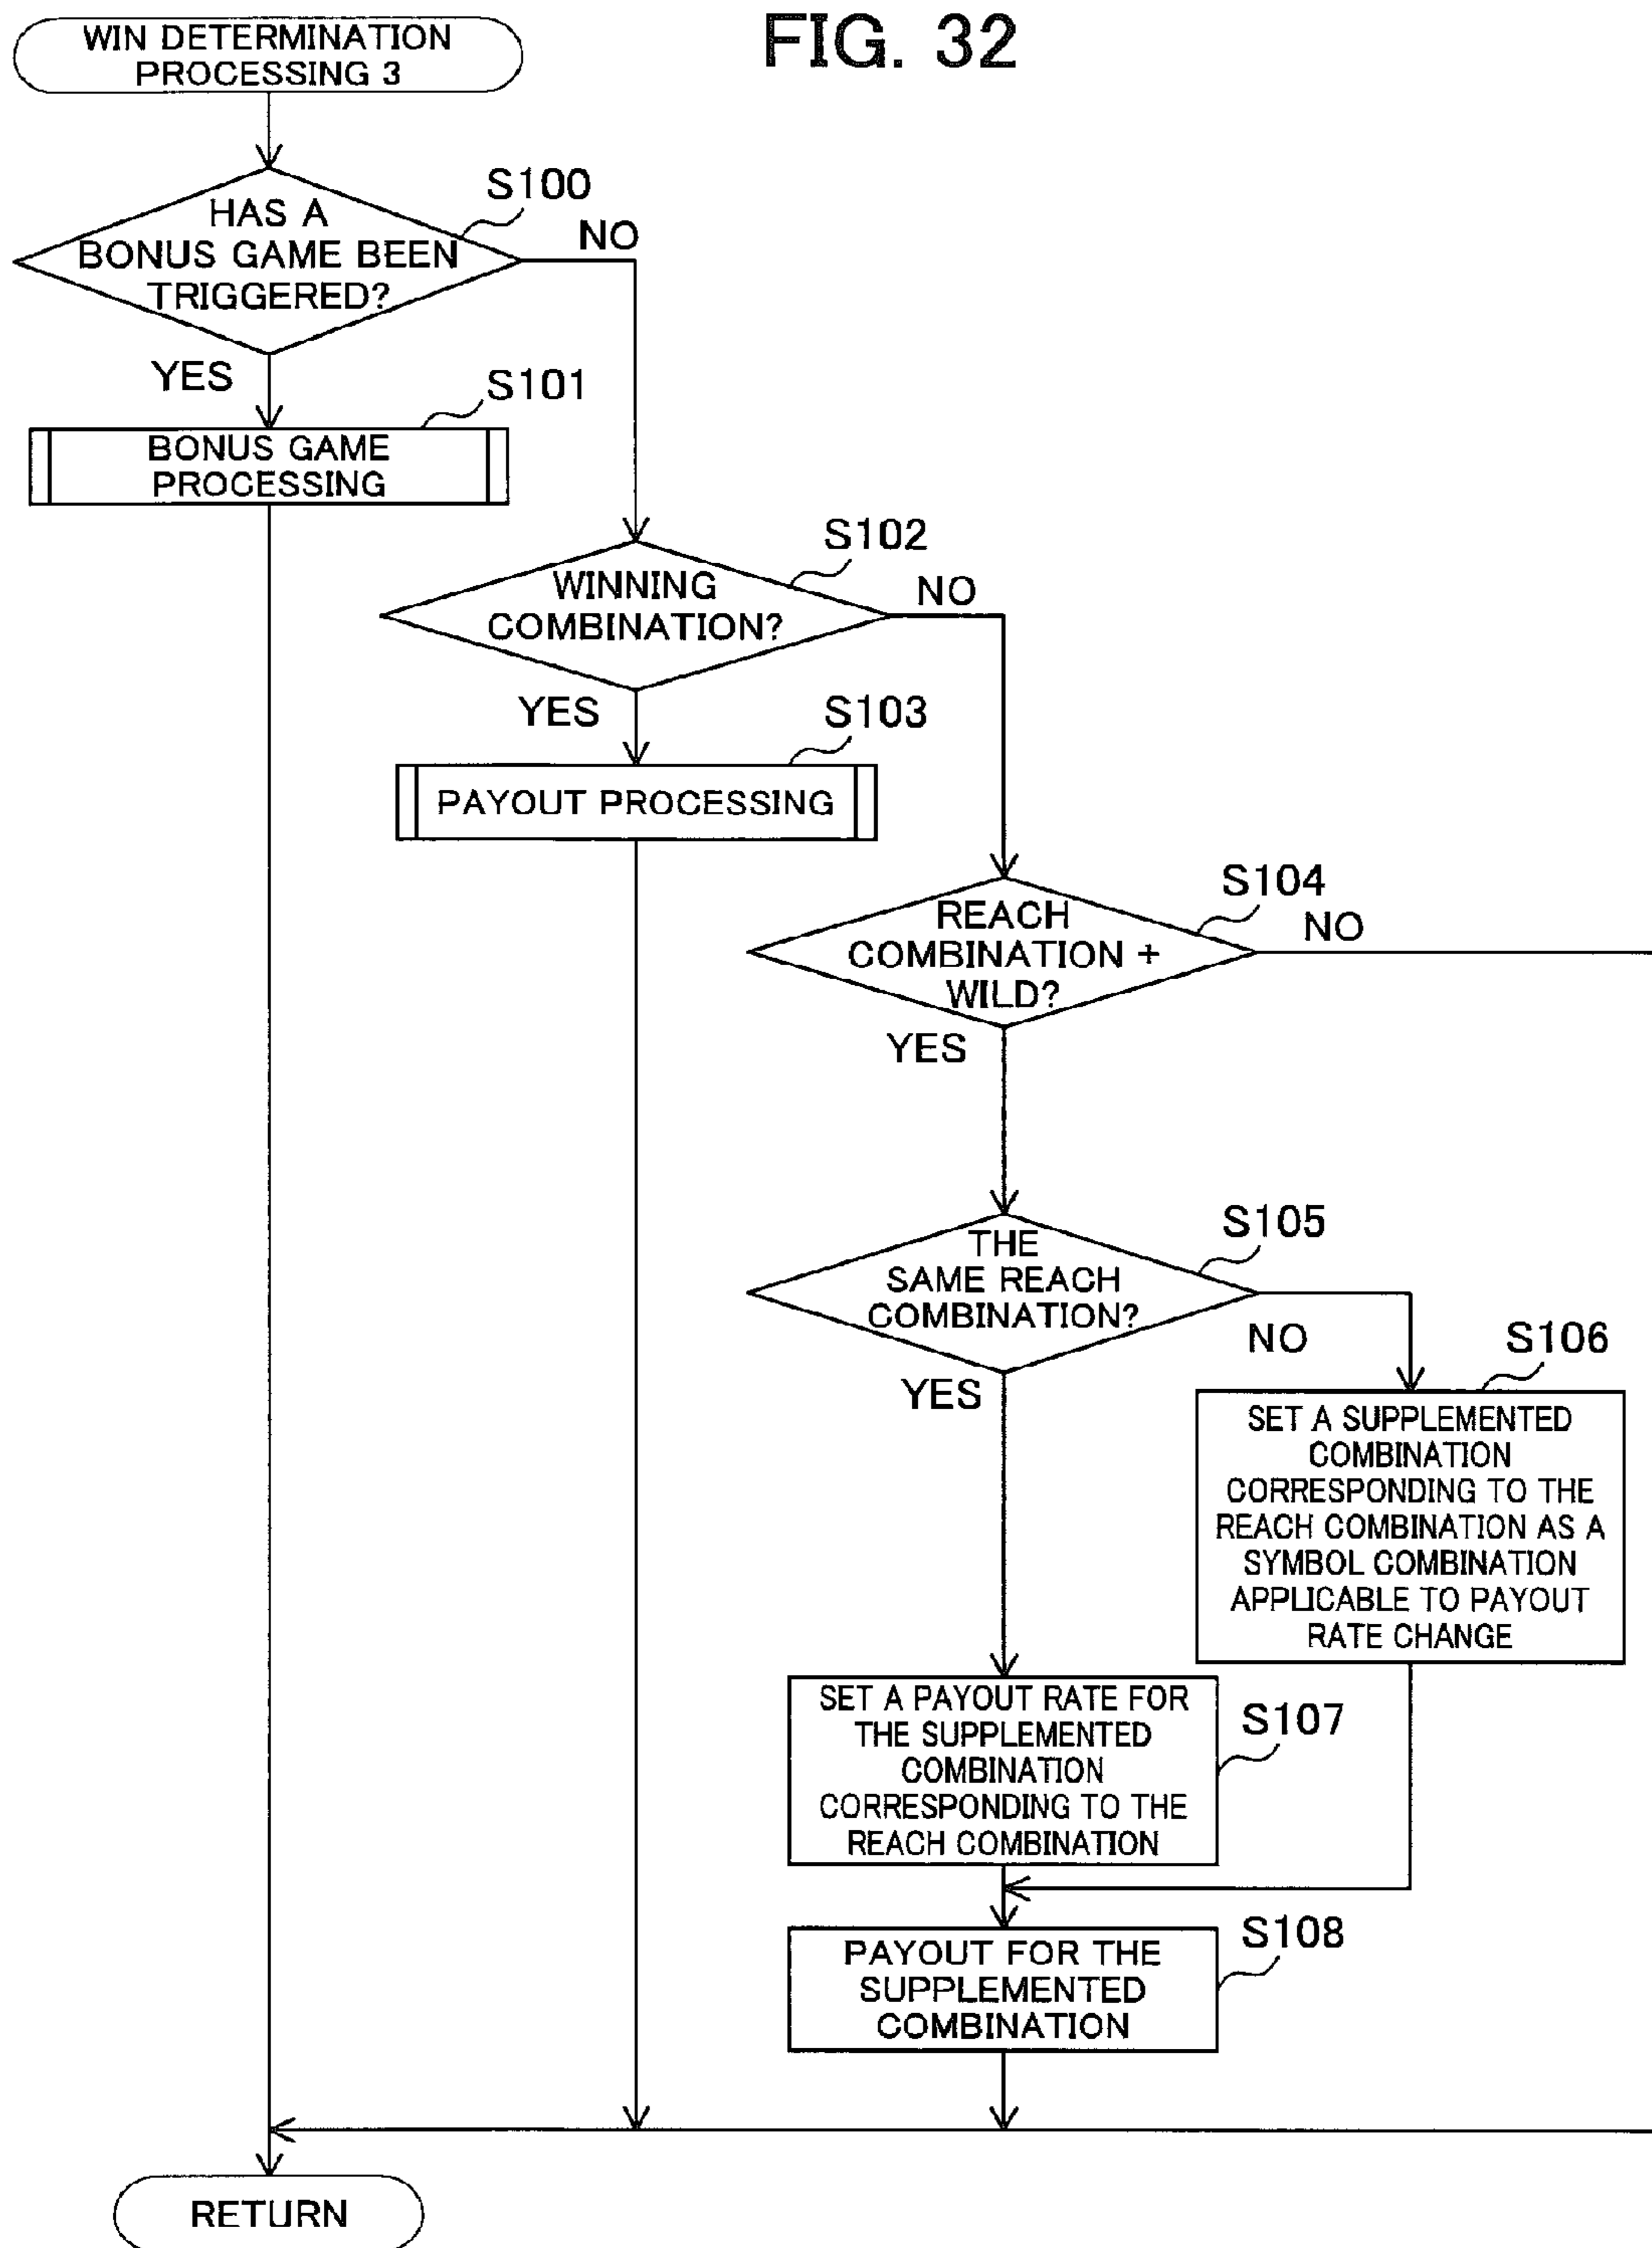 FIG. 32
WIN DETERMINATION
PROCESSING 3
S100
HAS A
BONUS GAME BEEN
TRIGGERED?
NO
YES
S101
BONUS GAME
PROCESSING
S102
WINNING
COMBINATION?
NO
YES
S103
PAYOUT PROCESSING
S104
REACH
COMBINATION +
WILD?
NO
YES
S105
THE
SAME REACH
COMBINATION?
NO
YES
S106
SET A SUPPLEMENTED
COMBINATION
CORRESPONDING TO THE
REACH COMBINATION AS A
SYMBOL COMBINATION
APPLICABLE TO PAYOUT
RATE CHANGE
SET A PAYOUT RATE FOR
THE SUPPLEMENTED
COMBINATION
CORRESPONDING TO THE
REACH COMBINATION
S107
PAYOUT FOR THE
SUPPLEMENTED
COMBINATION
S108
RETURN